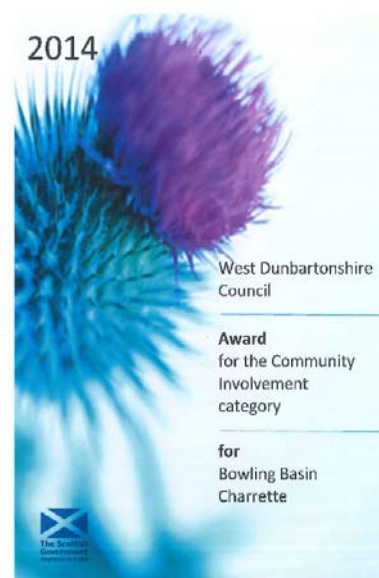 2014
West Dunbartonshire
Council
Award
for the Community
Involvement
category
for
Bowling Basin
Charrette
The Scottish
Government